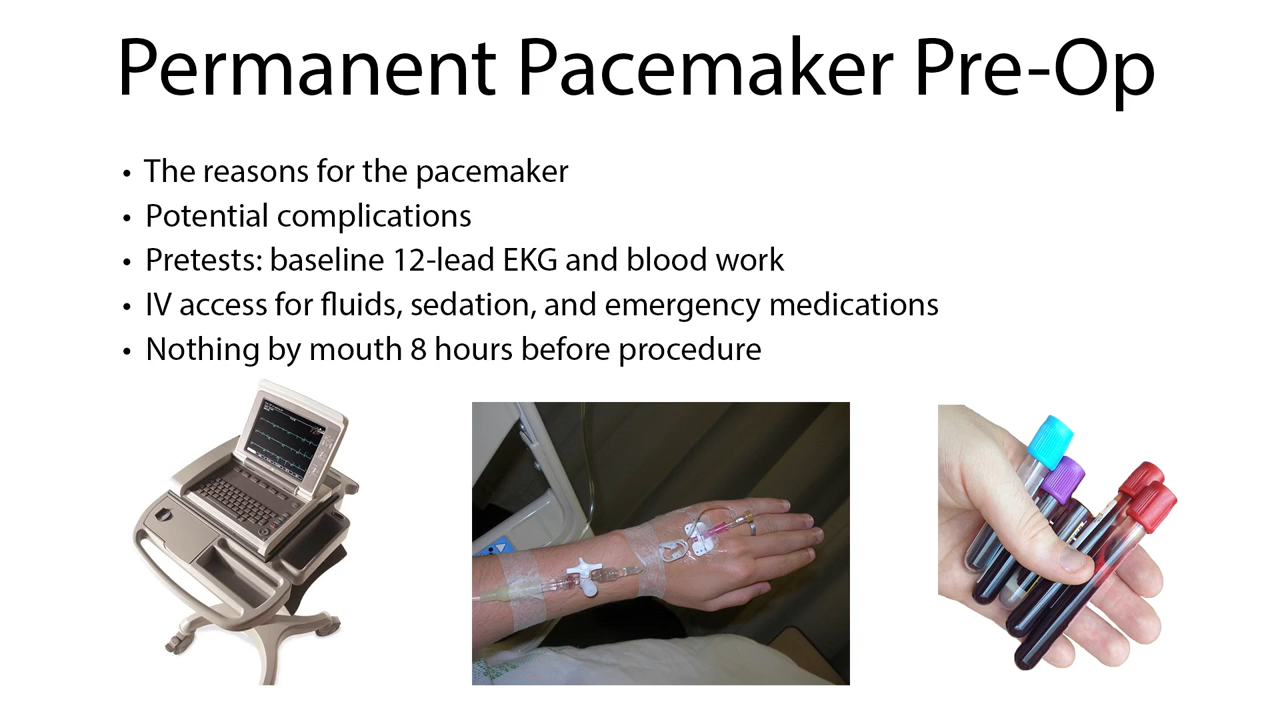 Permanent Pacemaker Pre-Op
• The reasons for the pacemaker
• Potential complications
• Pretests: baseline 12-lead EKG and blood work
• IV access for fluids, sedation, and emergency medications
• Nothing by mouth 8 hours before procedure